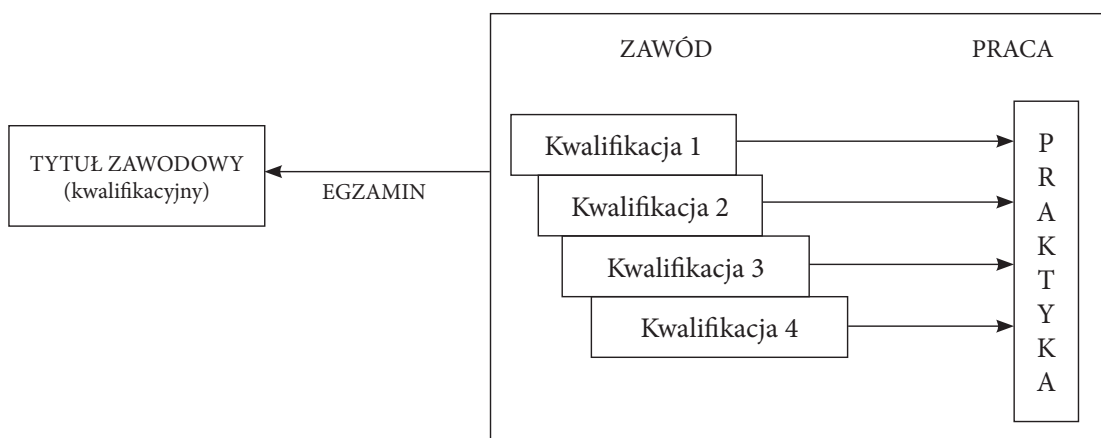 ZAWÓD
PRACA
TYTUŁ ZAWODOWY
(kwalifikacyjny)
EGZAMIN
Kwalifikacja 1
Kwalifikacja 2
Kwalifikacja 3
Kwalifikacja 4
P
R
A
K
T
Y
K
A